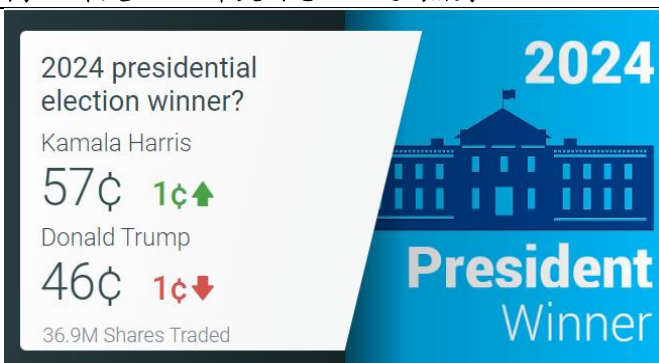 2024 presidential
election winner?
Kamala Harris
57¢ 1¢
Donald Trump
46¢ 1¢
36.9M Shares Traded
2024
President
Winner